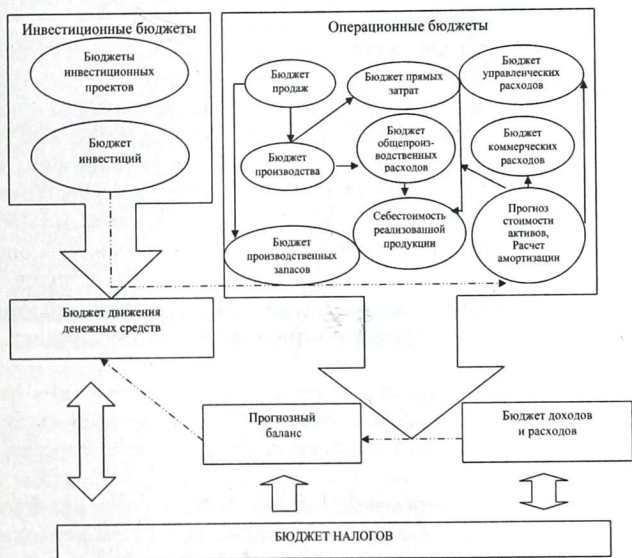 Инвестиционные бюджеты
Бюджеты
инвестиционных
проектов
Бюджет
инвестиций
Операционные бюджеты
Бюджет
продаж
Бюджет прямых
затрат
Бюджет
управленческих
расходов
Бюджет
производства
Бюджет
общепроиз-
водственных
расходов
Бюджет
коммерческих
расходов
Себестоимость
реализованной
продукции
Прогноз
стоимости
активов,
Расчет
амортизации
Бюджет
производственных
запасов
Бюджет движения
денежных средств
Прогнозный
баланс
Бюджет доходов
и расходов
БЮДЖЕТ НАЛОГОВ